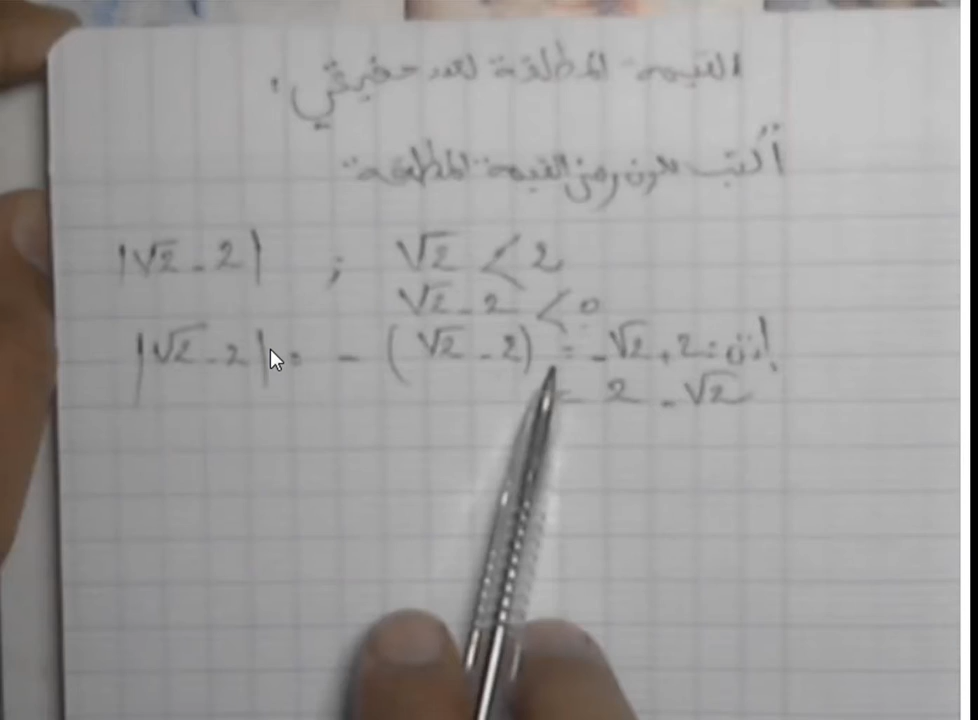 القيمة المطلقة لعدد حقيقي:
أكتب بدون رمز القيمة المطلقة
|√2 - 2| ; √2 < 2
√2 - 2 < 0
|√2 - 2| = - (√2 - 2) = -√2 + 2 إذن:
= 2 - √2